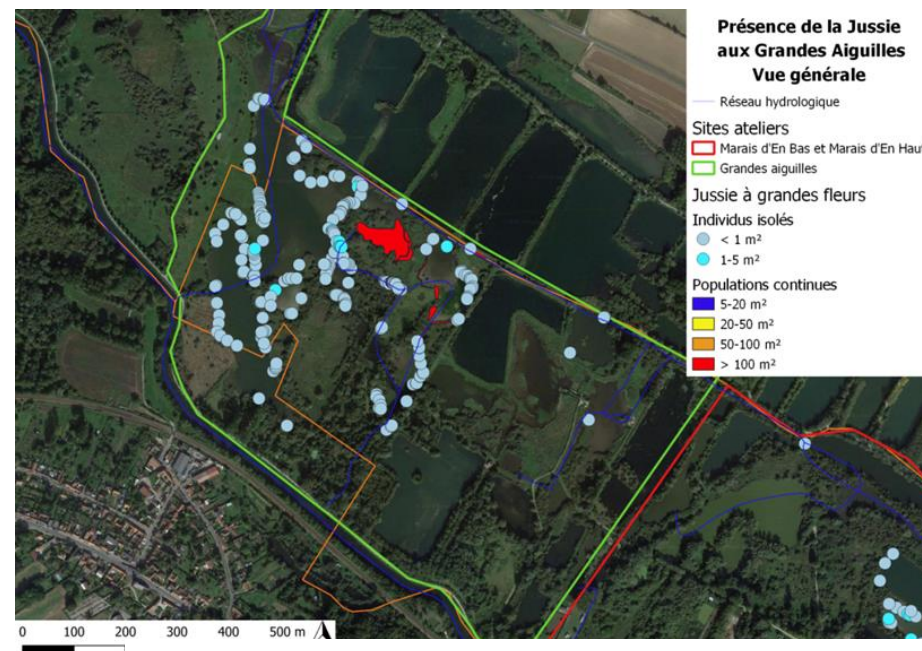 Présence de la Jussie
aux Grandes Aiguilles
Vue générale
Réseau hydrologique
Sites ateliers
Marais d'En Bas et Marais d'En Haut
Grandes aiguilles
Jussie à grandes fleurs
Individus isolés
< 1 m²
1-5 m²
Populations continues
5-20 m²
20-50 m²
50-100 m²
> 100 m²
0 100 200 300 400 500 m